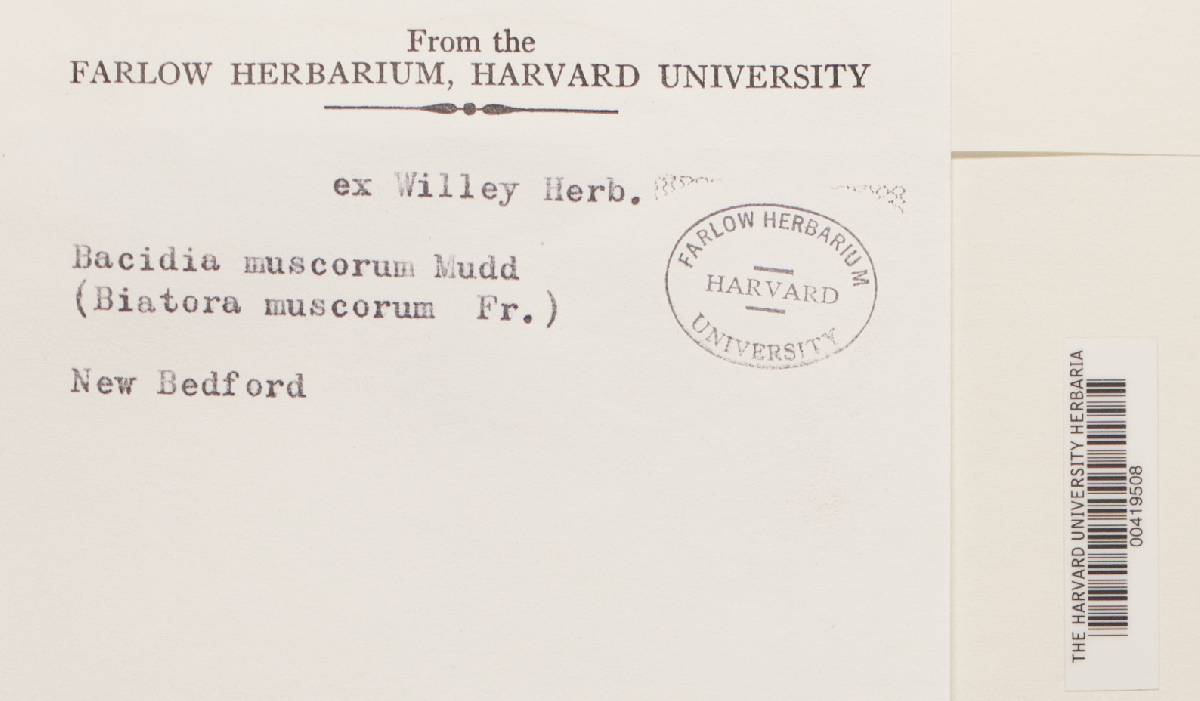 From the
FARLOW HERBARIUM, HARVARD UNIVERSITY
ex Willey Herb.
Bacidia muscorum Mudd
(Biatora muscorum Fr.)
New Bedford
FARLOW HERBARIUM
HARVARD
UNIVERSITY
THE HARVARD UNIVERSITY HERBARIA
00419508